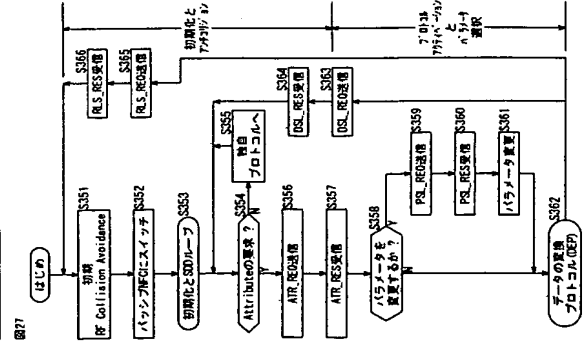 図27
はじめ
S351
初期
RF Collision Avoidance
S352
パッシブNFCにスイッチ
S353
初期化とSDDループ
S354
Attributeの要求?
Y
N
S355
独自
プロトコルへ
S356
ATR_REQ送信
S357
ATR_RES受信
S358
パラメータを
変更するか?
Y
N
S359
PSL_REQ送信
S360
PSL_RES受信
S361
パラメータ変更
S362
データの変換
プロトコル(DEP)
S363
DSL_REQ送信
S364
DSL_RES受信
S365
RLS_REQ送信
S366
RLS_RES受信
初期化と
アンチコリジョン
プロトコル
アクティベーション
と
パラメータ
選択